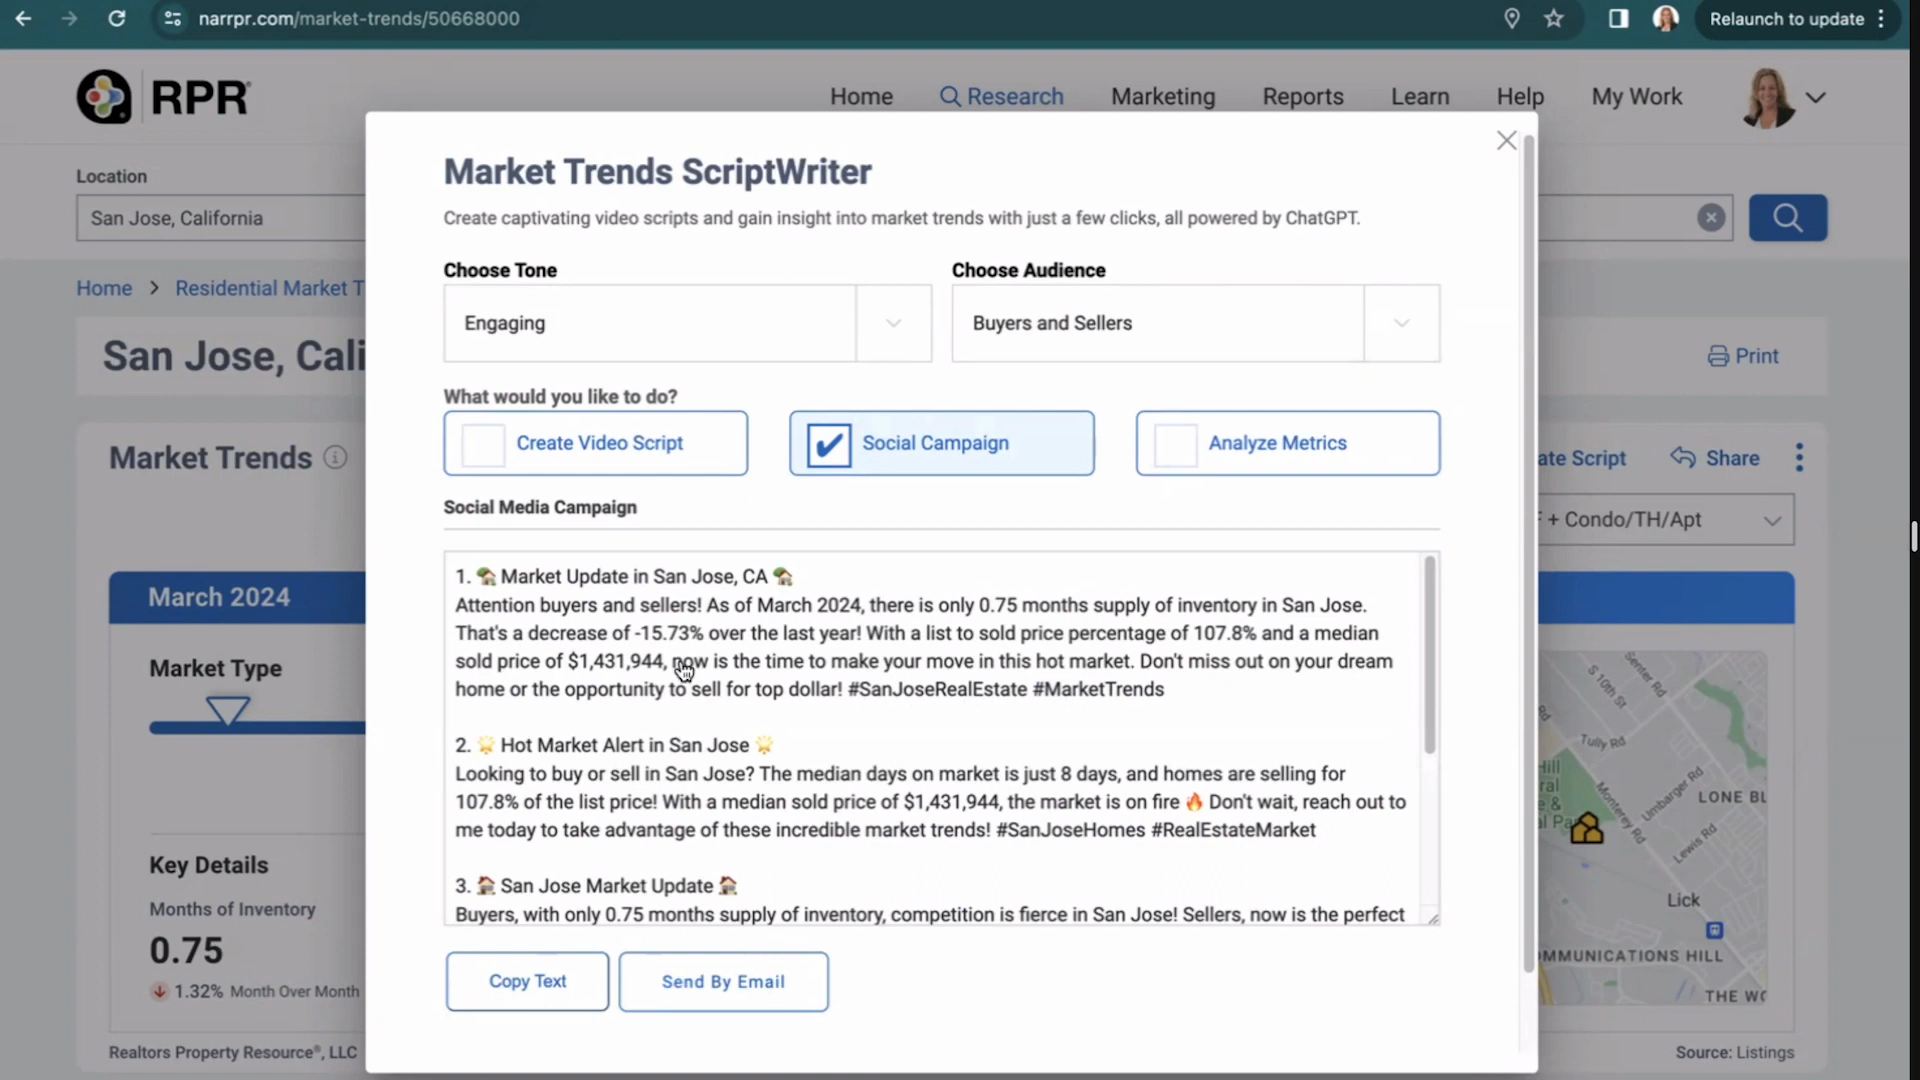 narrpr.com/market-trends/50668000
Relaunch to update
RPR
Home
Research
Marketing
Reports
Learn
Help
My Work
Location
San Jose, California
Home > Residential Market T
San Jose, Cali
Print
Market Trends
ate Script
Share
+ Condo/TH/Apt
March 2024
Market Type
Key Details
Months of Inventory
0.75
1.32% Month Over Month
Realtors Property Resource®, LLC
Market Trends ScriptWriter
Create captivating video scripts and gain insight into market trends with just a few clicks, all powered by ChatGPT.
Choose Tone
Choose Audience
Engaging
Buyers and Sellers
What would you like to do?
Create Video Script
Social Campaign
Analyze Metrics
Social Media Campaign
1. 🏡 Market Update in San Jose, CA 🏡
Attention buyers and sellers! As of March 2024, there is only 0.75 months supply of inventory in San Jose.
That's a decrease of -15.73% over the last year! With a list to sold price percentage of 107.8% and a median
sold price of $1,431,944, now is the time to make your move in this hot market. Don't miss out on your dream
home or the opportunity to sell for top dollar! #SanJoseRealEstate #MarketTrends
2. 🌟 Hot Market Alert in San Jose 🌟
Looking to buy or sell in San Jose? The median days on market is just 8 days, and homes are selling for
107.8% of the list price! With a median sold price of $1,431,944, the market is on fire 🔥 Don't wait, reach out to
me today to take advantage of these incredible market trends! #SanJoseHomes #RealEstateMarket
3. 🏠 San Jose Market Update 🏠
Buyers, with only 0.75 months supply of inventory, competition is fierce in San Jose! Sellers, now is the perfect
Copy Text
Send By Email
Senter Rd
S 10th St
Tully Rd
Hill
ral
e &
al Pa
Monterey Rd
Umbarger Rd
LONE BL
Lewis Rd
Lick
MMUNICATIONS HILL
THE WO
Source: Listings